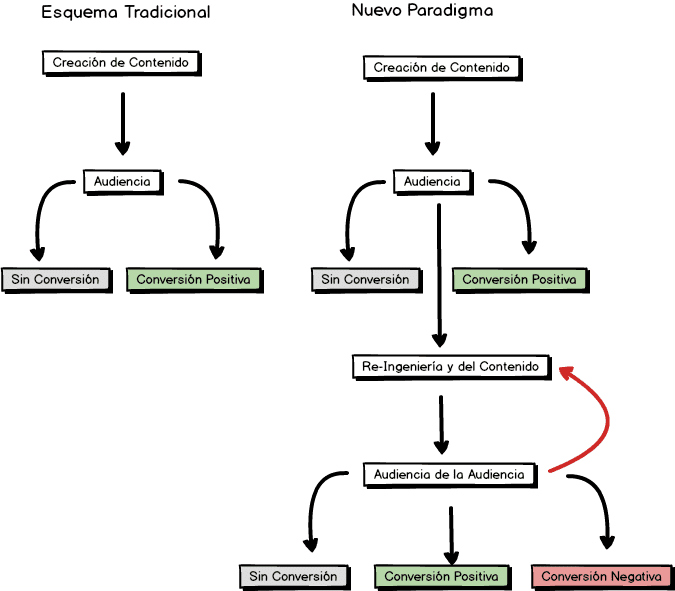 Esquema Tradicional
Creación de Contenido
Audiencia
Sin Conversión
Conversión Positiva
Nuevo Paradigma
Creación de Contenido
Audiencia
Sin Conversión
Conversión Positiva
Re-Ingeniería y del Contenido
Audiencia de la Audiencia
Sin Conversión
Conversión Positiva
Conversión Negativa